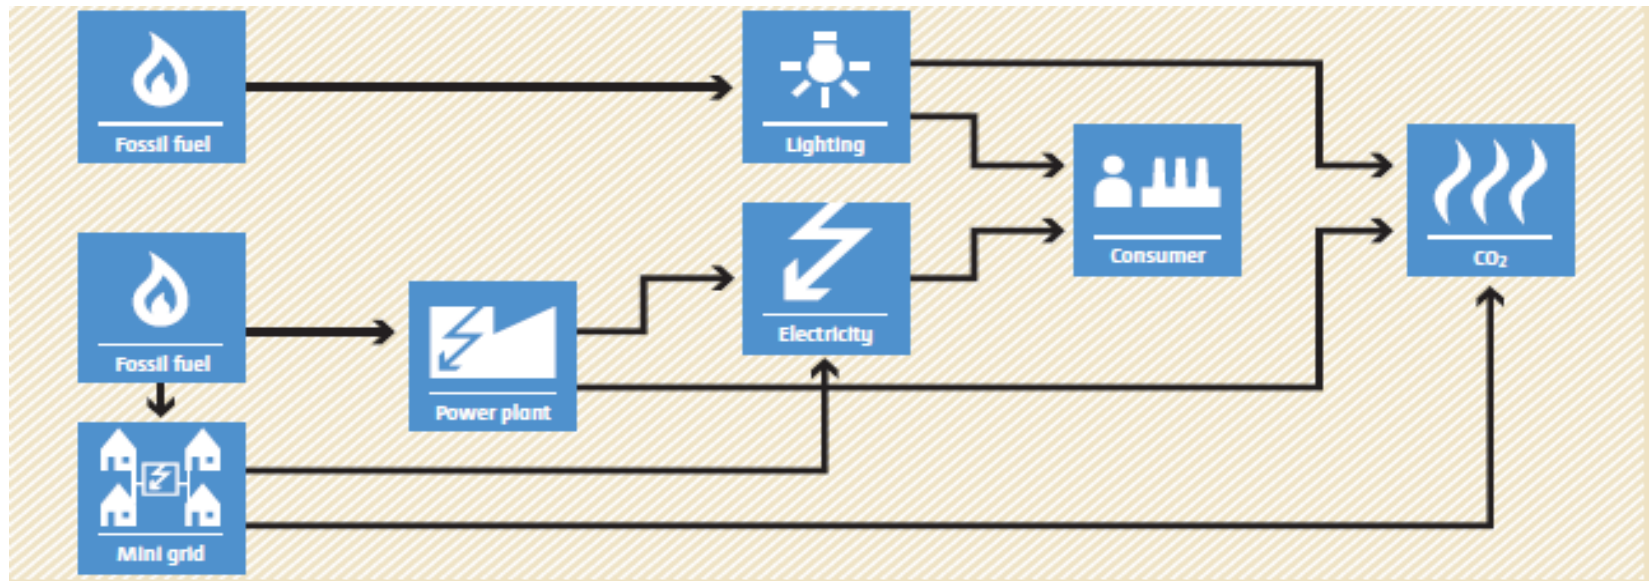 Fossil fuel
Lighting
Consumer
CO₂
Fossil fuel
Power plant
Electricity
Mini grid